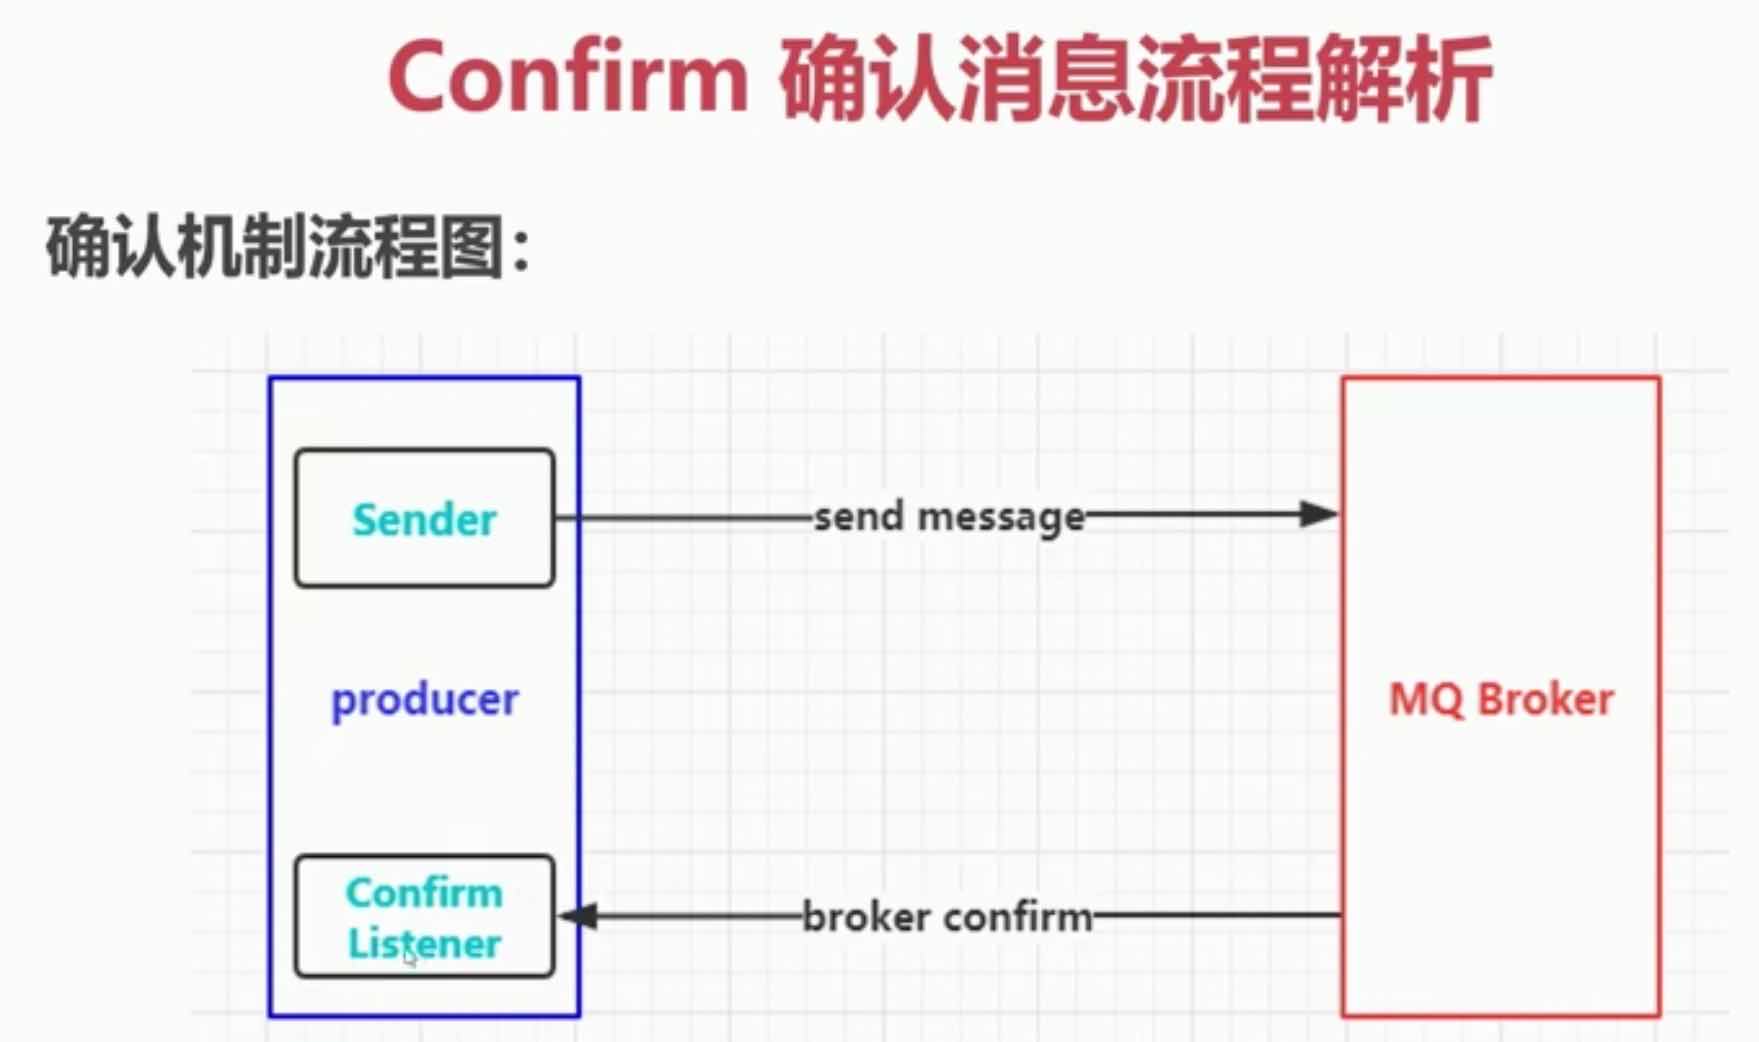 Confirm 确认消息流程解析
确认机制流程图：
Sender
send message
producer
MQ Broker
Confirm
Listener
broker confirm